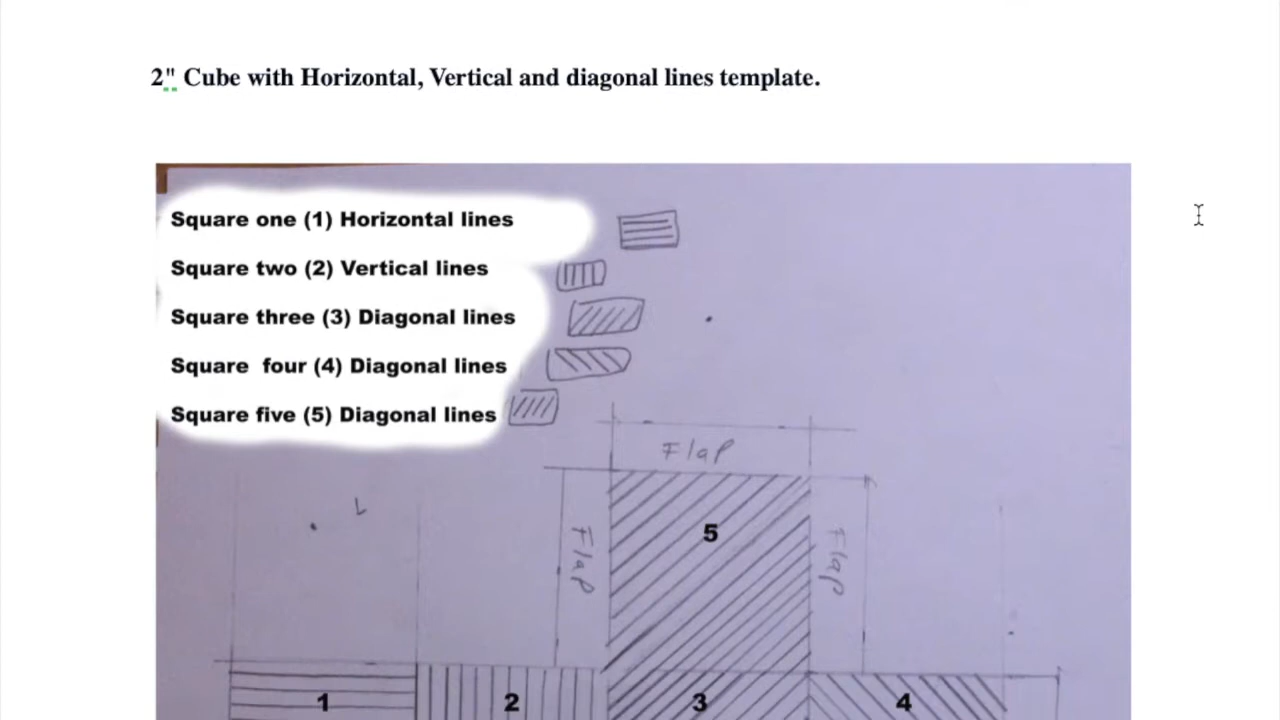 2" Cube with Horizontal, Vertical and diagonal lines template.
Square one (1) Horizontal lines
Square two (2) Vertical lines
Square three (3) Diagonal lines
Square  four (4) Diagonal lines
Square five (5) Diagonal lines
Flap
Flap
5
Flap
1
2
3
4